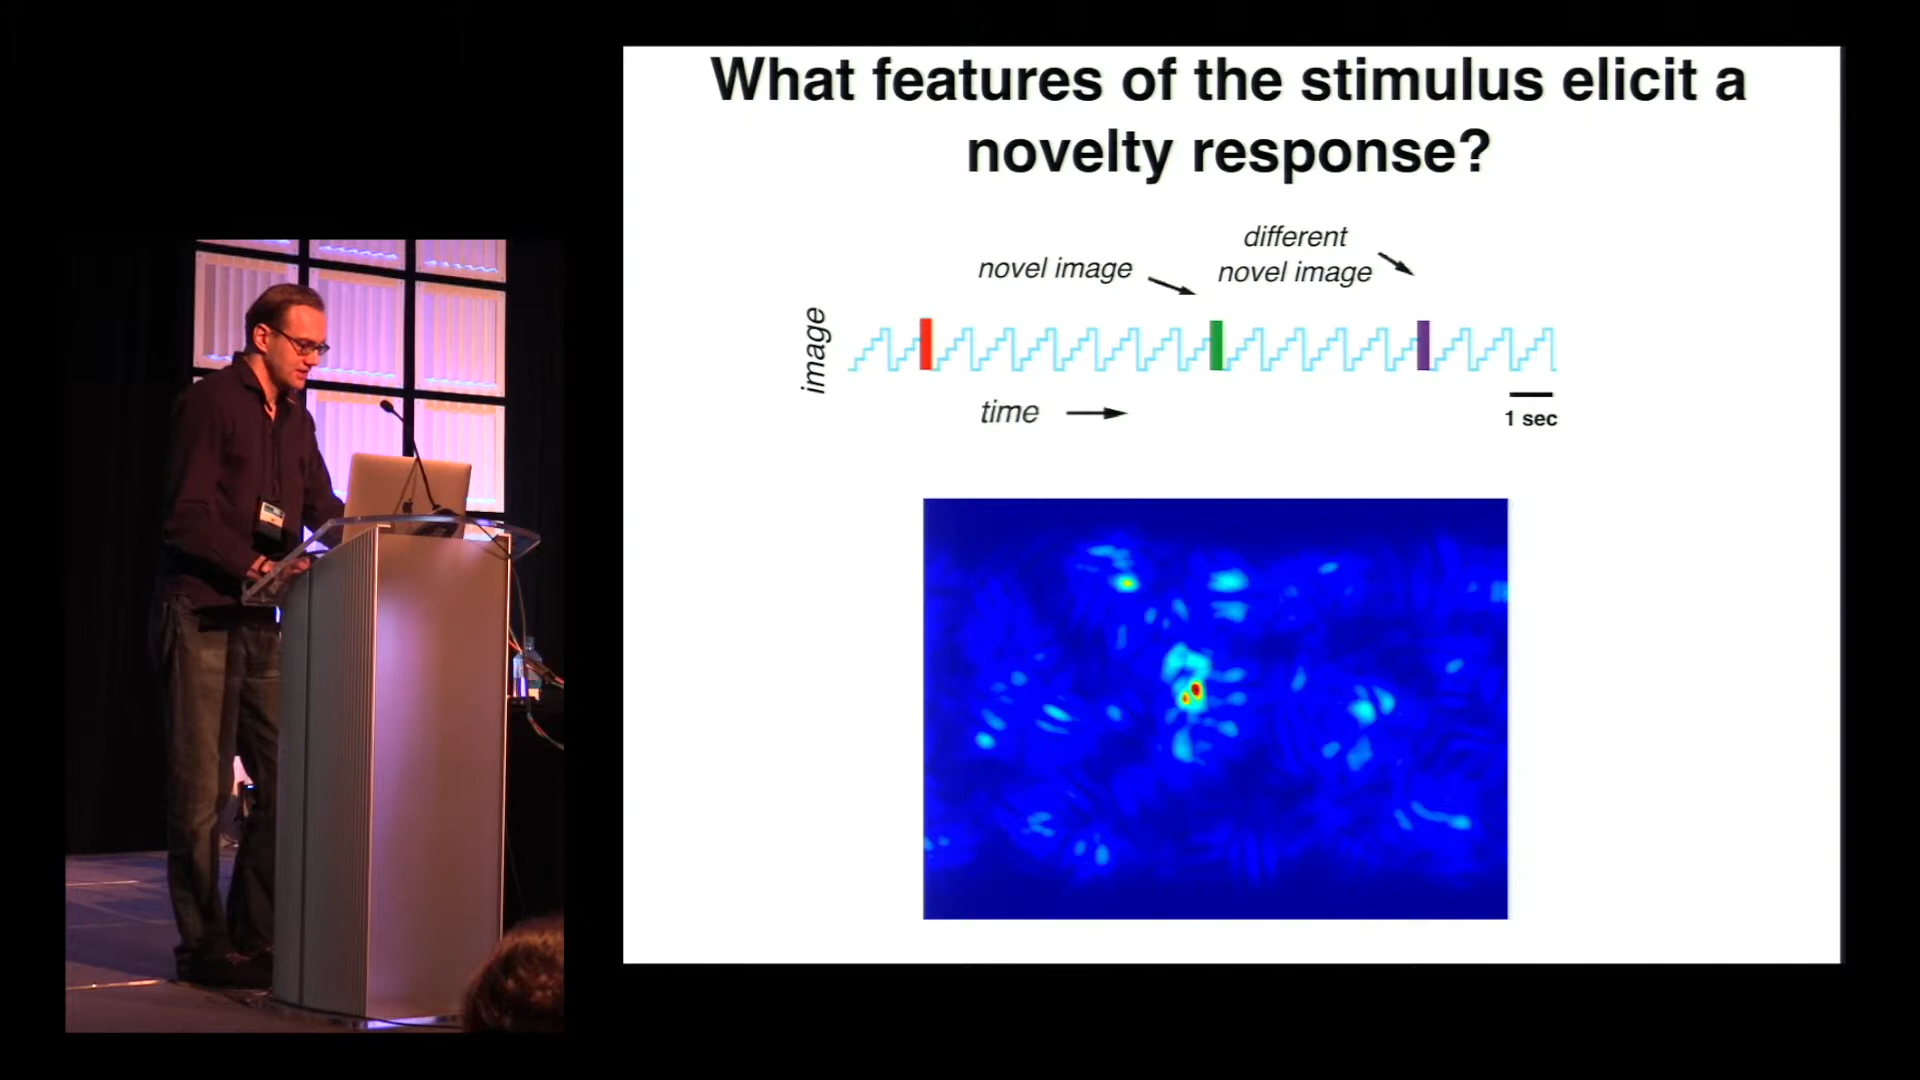 What features of the stimulus elicit a
novelty response?
different
novel image
novel image
image
time
1 sec